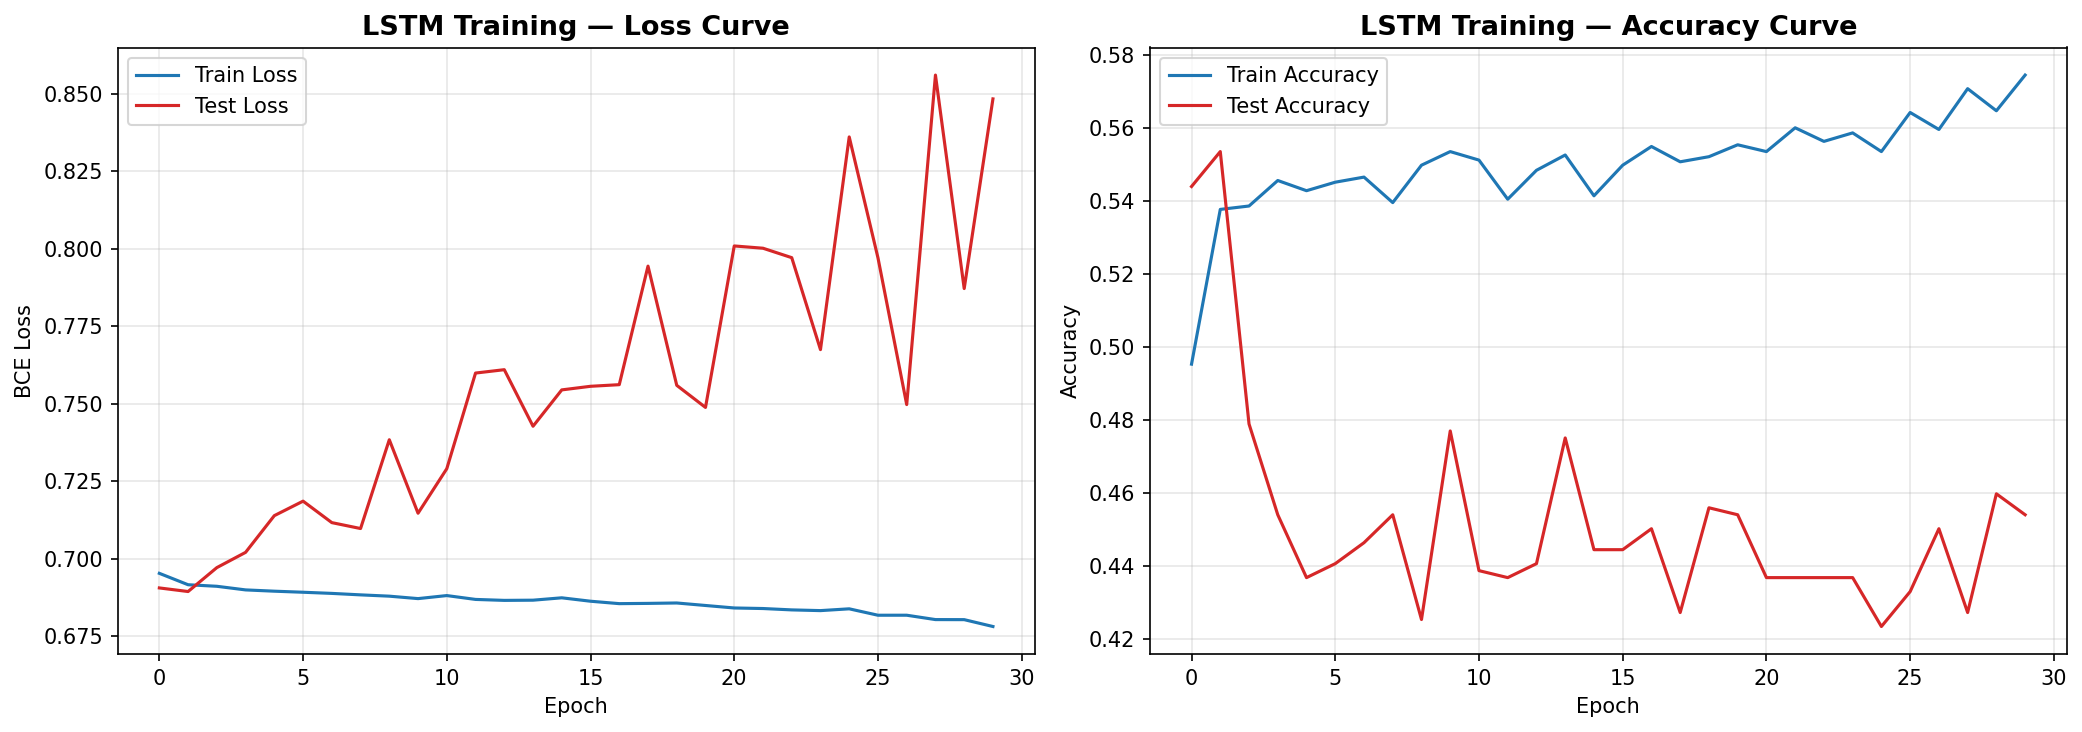 LSTM Training — Loss Curve
Train Loss
Test Loss
0.850
0.825
0.800
0.775
0.750
0.725
0.700
0.675
BCE Loss
0 5 10 15 20 25 30
Epoch
LSTM Training — Accuracy Curve
Train Accuracy
Test Accuracy
0.58
0.56
0.54
0.52
0.50
0.48
0.46
0.44
0.42
Accuracy
0 5 10 15 20 25 30
Epoch